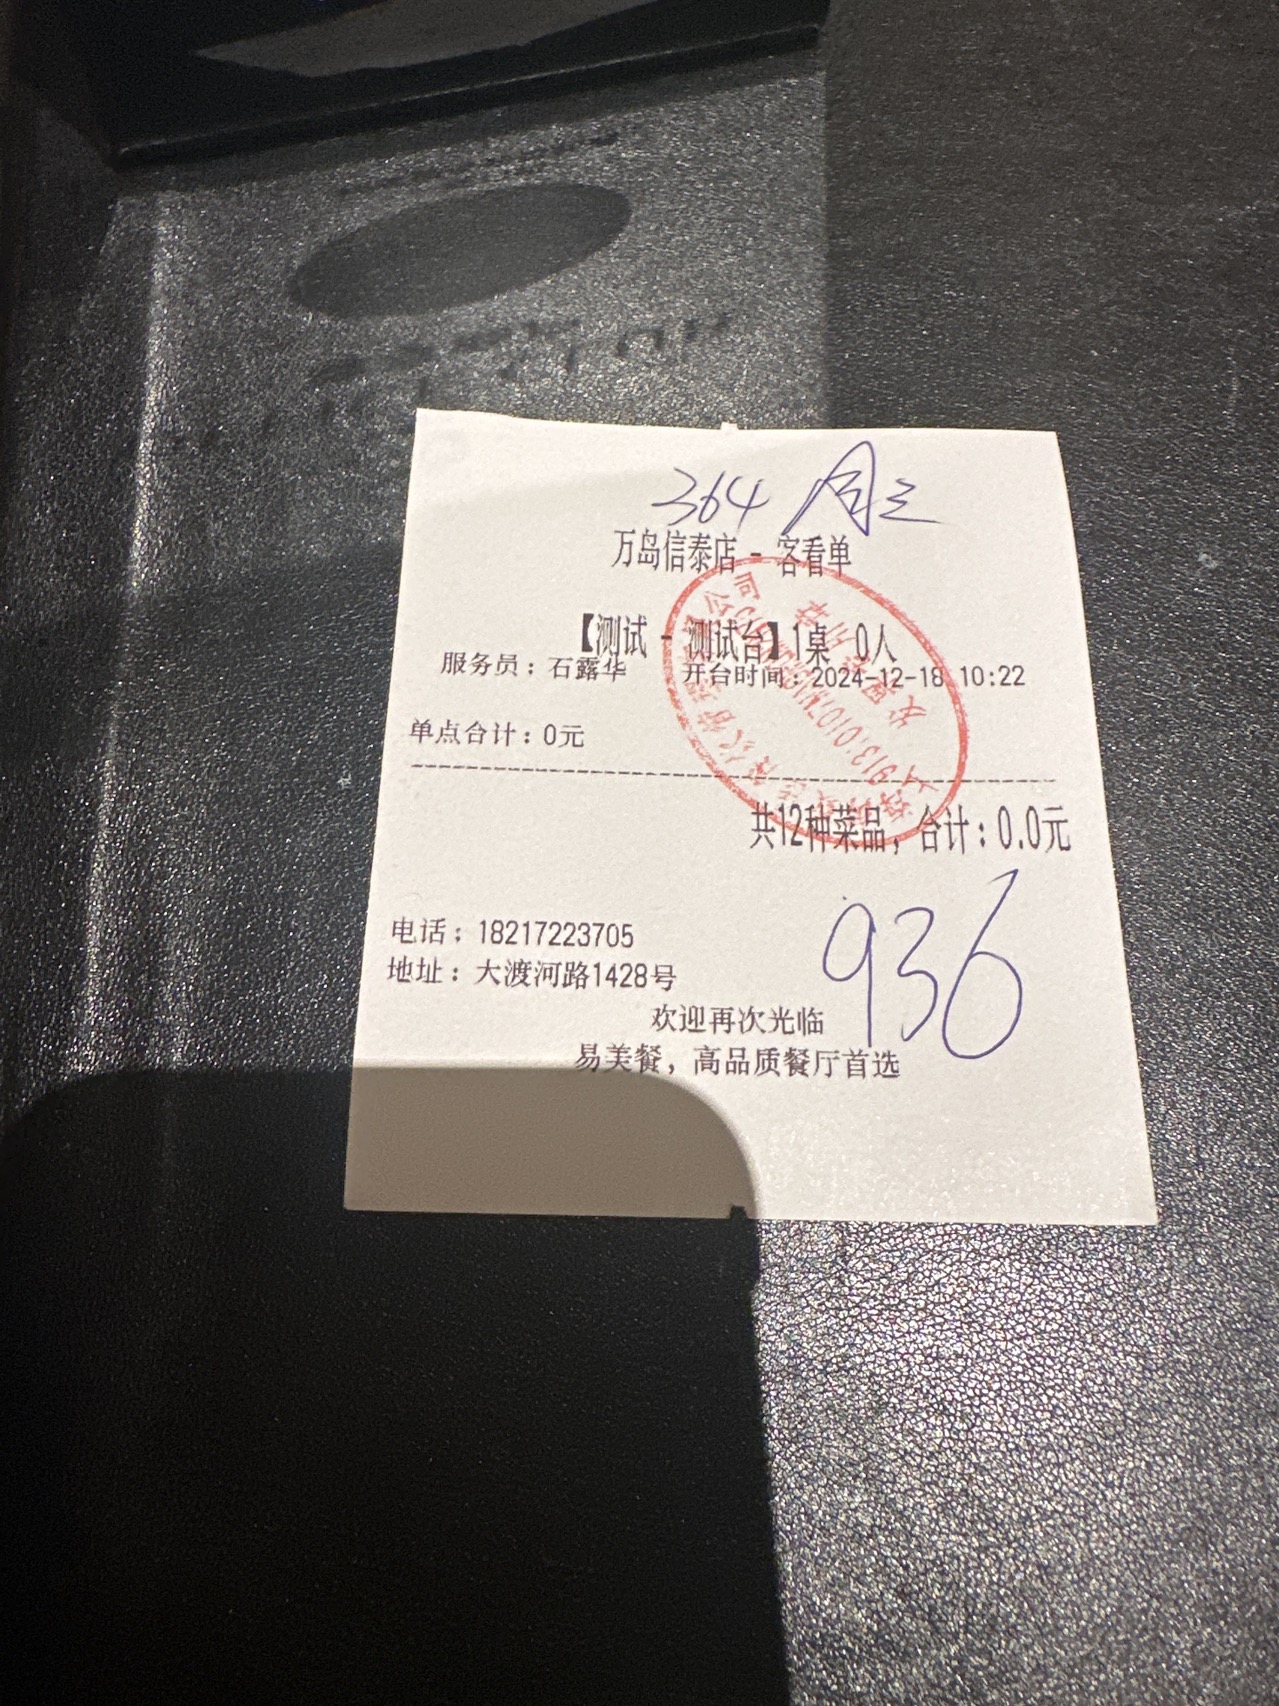 364 周三
万岛信泰店 - 客看单
【测试 - 测试台】1桌 0人
服务员：石露华 开台时间：2024-12-18 10:22
单点合计：0元
共12种菜品，合计：0.0元
936
电话：18217223705
地址：大渡河路1428号
欢迎再次光临
易美餐，高品质餐厅首选